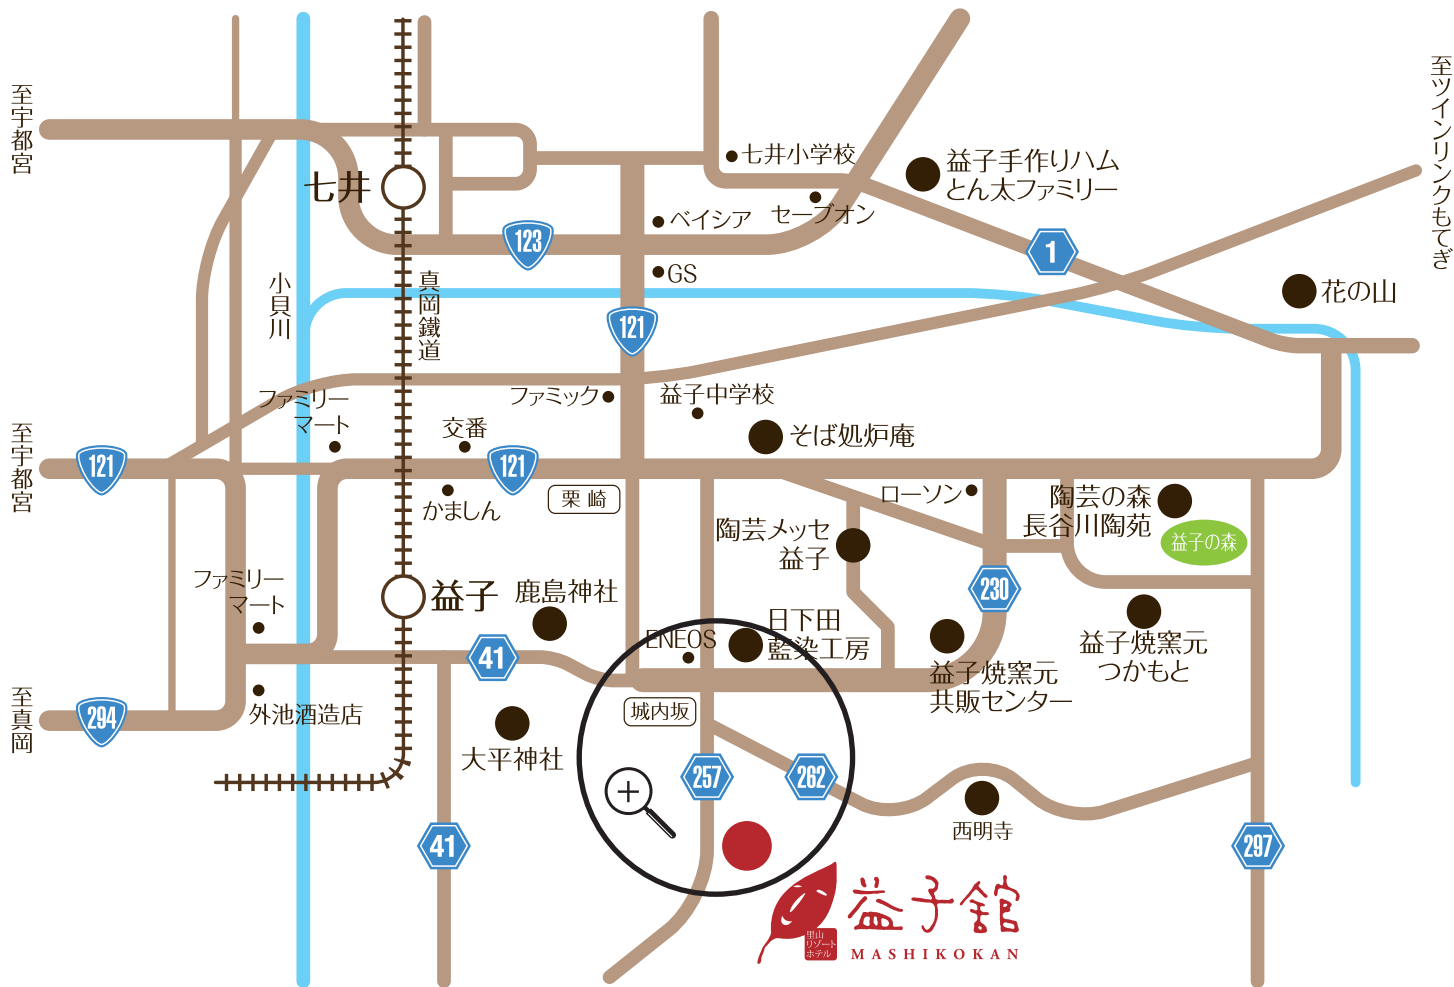 至宇都宮
七井
七井小学校
益子手作りハム
とん太ファミリー
至ツインリンクもてぎ
セーブオン
ベイシア
123
1
GS
小貝川
真岡鐵道
花の山
121
ファミリー
マート
ファミック
益子中学校
交番
そば処炉庵
至宇都宮
121
121
かましん
栗崎
ローソン
陶芸の森
長谷川陶苑
益子の森
陶芸メッセ
益子
ファミリー
マート
益子
鹿島神社
230
日下田
藍染工房
ENEOS
益子焼窯元
つかもと
41
益子焼窯元
共販センター
至真岡
294
外池酒造店
城内坂
大平神社
257
262
西明寺
41
297
益子舘
里山
リゾート
ホテル
MASHIKOKAN